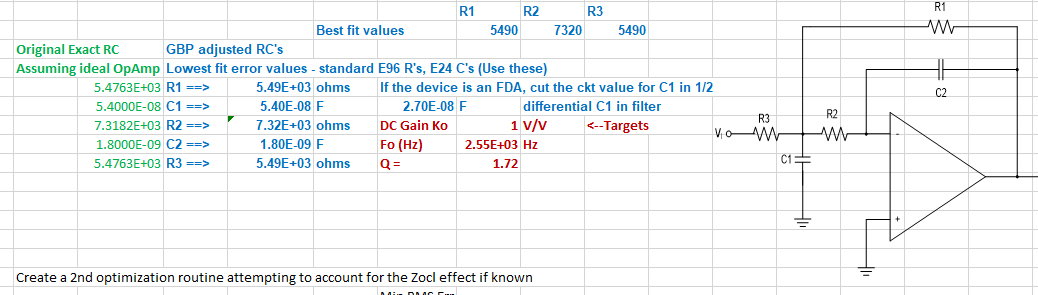 R1 R2 R3
Best fit values 5490 7320 5490
Original Exact RC GBP adjusted RC's
Assuming ideal OpAmp Lowest fit error values - standard E96 R's, E24 C's (Use these)
5.4763E+03 R1 ==> 5.49E+03 ohms If the device is an FDA, cut the ckt value for C1 in 1/2
5.4000E-08 C1 ==> 5.40E-08 F 2.70E-08 F differential C1 in filter
7.3182E+03 R2 ==> 7.32E+03 ohms DC Gain Ko 1 V/V <--Targets
1.8000E-09 C2 ==> 1.80E-09 F Fo (Hz) 2.55E+03 Hz
5.4763E+03 R3 ==> 5.49E+03 ohms Q = 1.72
R1
C2
R3
R2
Vi
C1
-
+
Create a 2nd optimization routine attempting to account for the Zocl effect if known